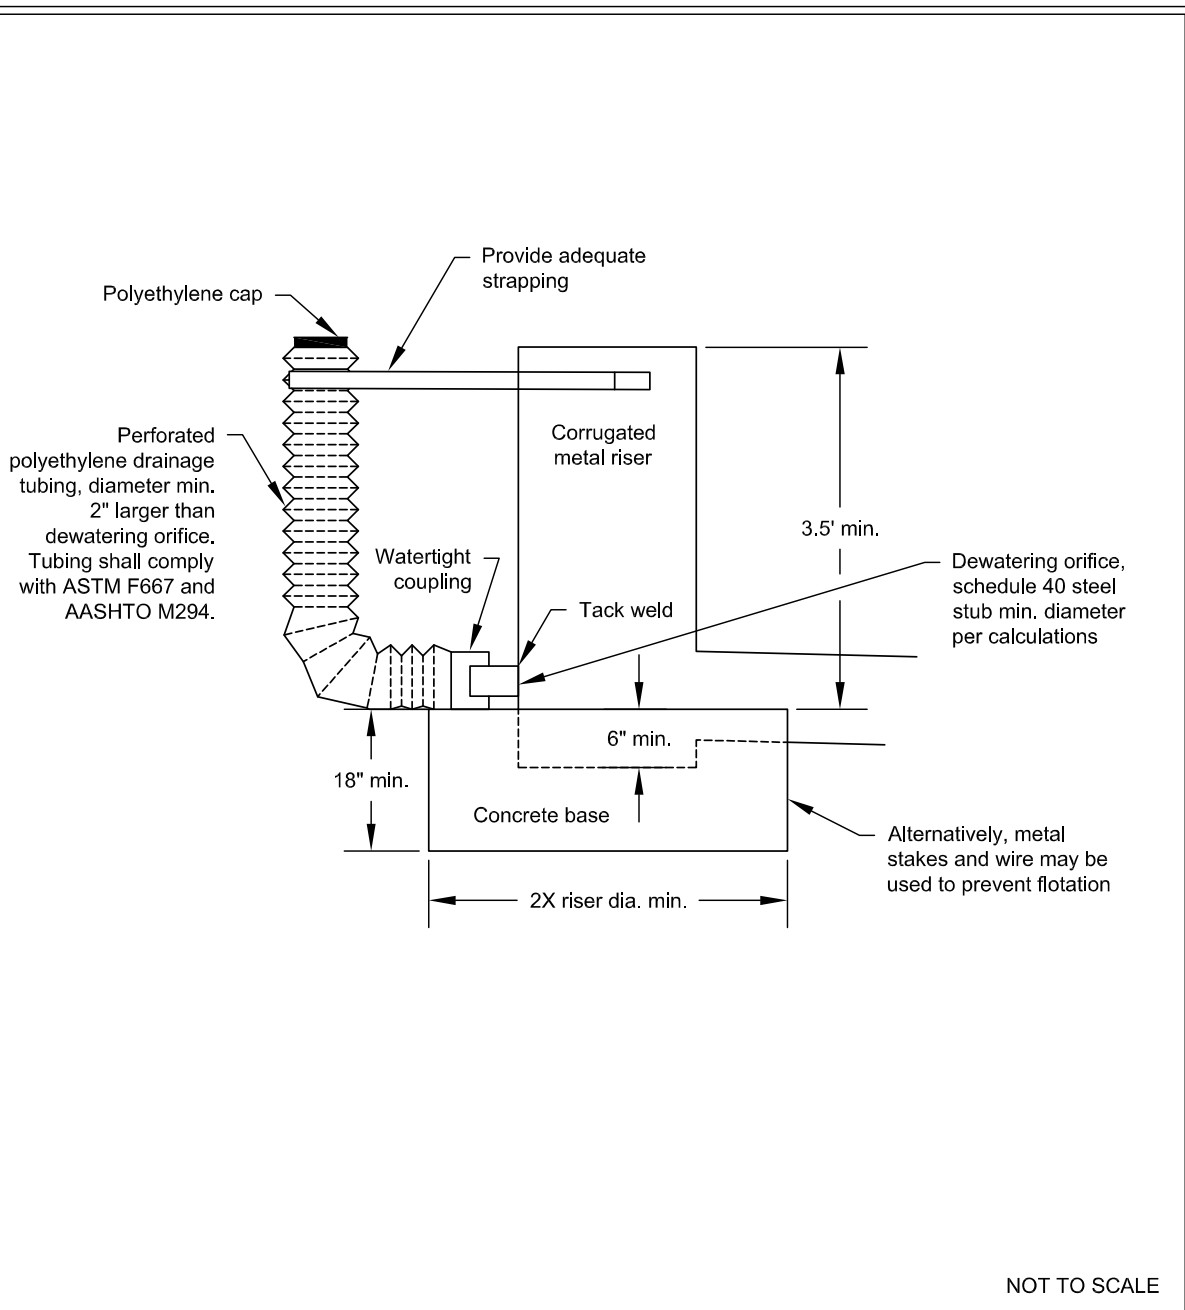 Provide adequate
strapping
Polyethylene cap
Corrugated
metal riser
Perforated
polyethylene drainage
tubing, diameter min.
2" larger than
dewatering orifice.
Tubing shall comply
with ASTM F667 and
AASHTO M294.
3.5' min.
Watertight
coupling
Dewatering orifice,
schedule 40 steel
stub min. diameter
per calculations
Tack weld
6" min.
18" min.
Concrete base
Alternatively, metal
stakes and wire may be
used to prevent flotation
2X riser dia. min.
NOT TO SCALE